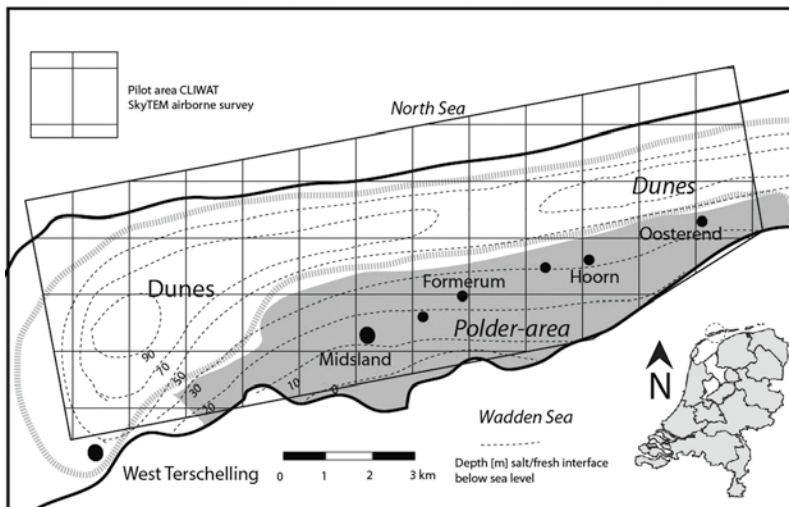 Pilot area CLIWAT
SkyTEM airborne survey
North Sea
Dunes
Oosterend
Dunes
Formerum
Hoorn
Polder-area
Midsland
90
70
50
30
10
10
0
N
Wadden Sea
West Terschelling
0 1 2 3 km
Depth [m] salt/fresh interface
below sea level